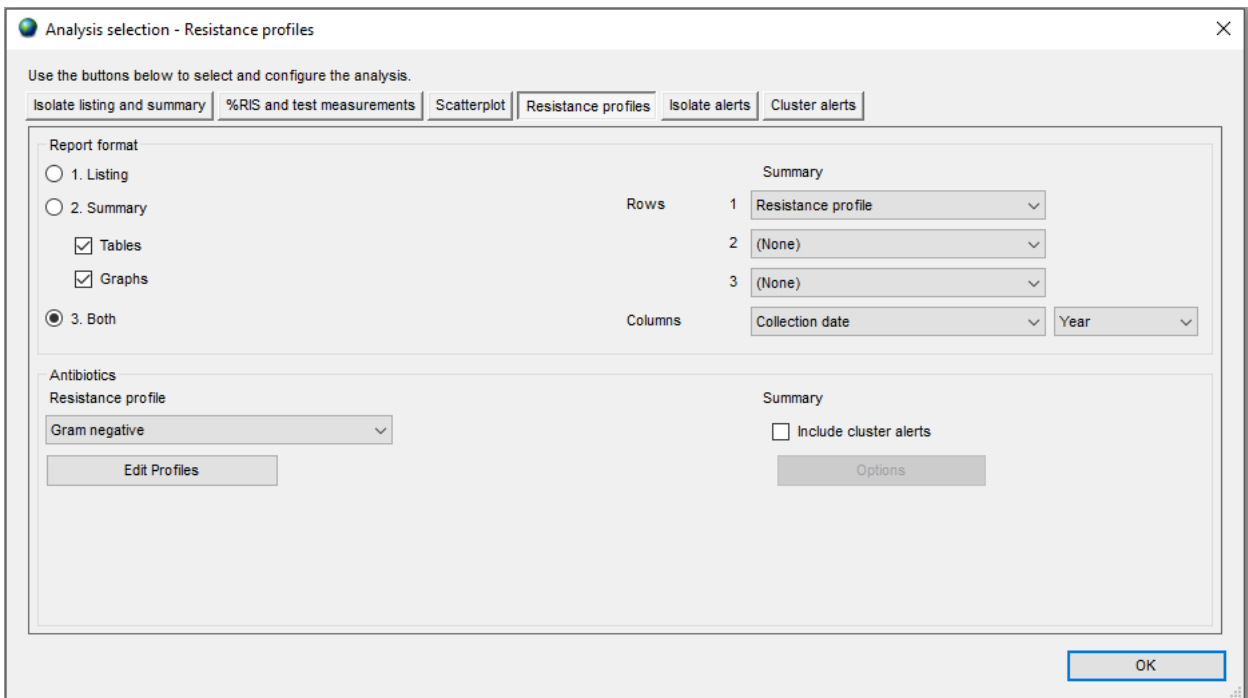 Analysis selection - Resistance profiles
Use the buttons below to select and configure the analysis.
Isolate listing and summary %RIS and test measurements Scatterplot Resistance profiles Isolate alerts Cluster alerts
Report format
1. Listing
Summary
2. Summary
Rows 1 Resistance profile
Tables
2 (None)
Graphs
3 (None)
3. Both
Columns Collection date Year
Antibiotics
Resistance profile
Summary
Gram negative
Include cluster alerts
Edit Profiles
Options
OK